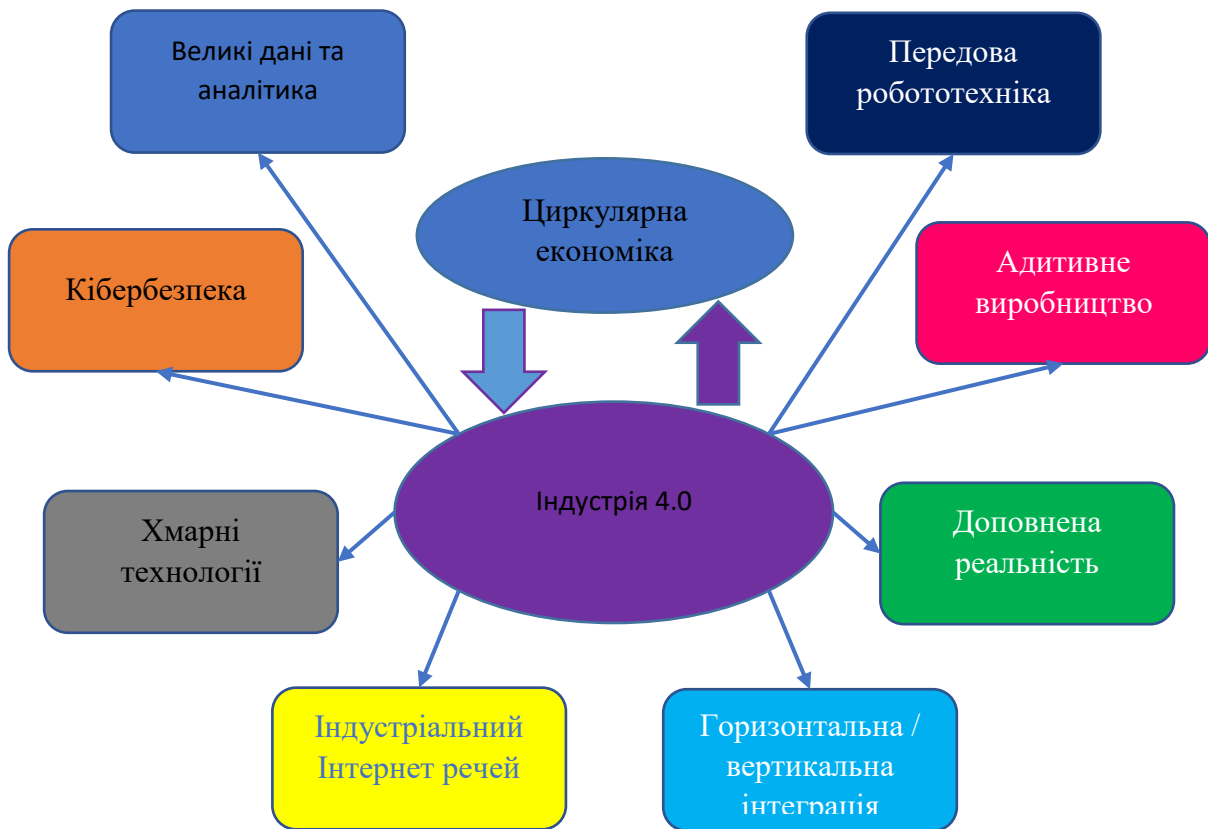 Великі дані та
аналітика
Передова
робототехніка
Циркулярна
економіка
Кібербезпека
Адитивне
виробництво
Індустрія 4.0
Хмарні
технології
Доповнена
реальність
Індустріальний
Інтернет речей
Горизонтальна /
вертикальна
інтеграція